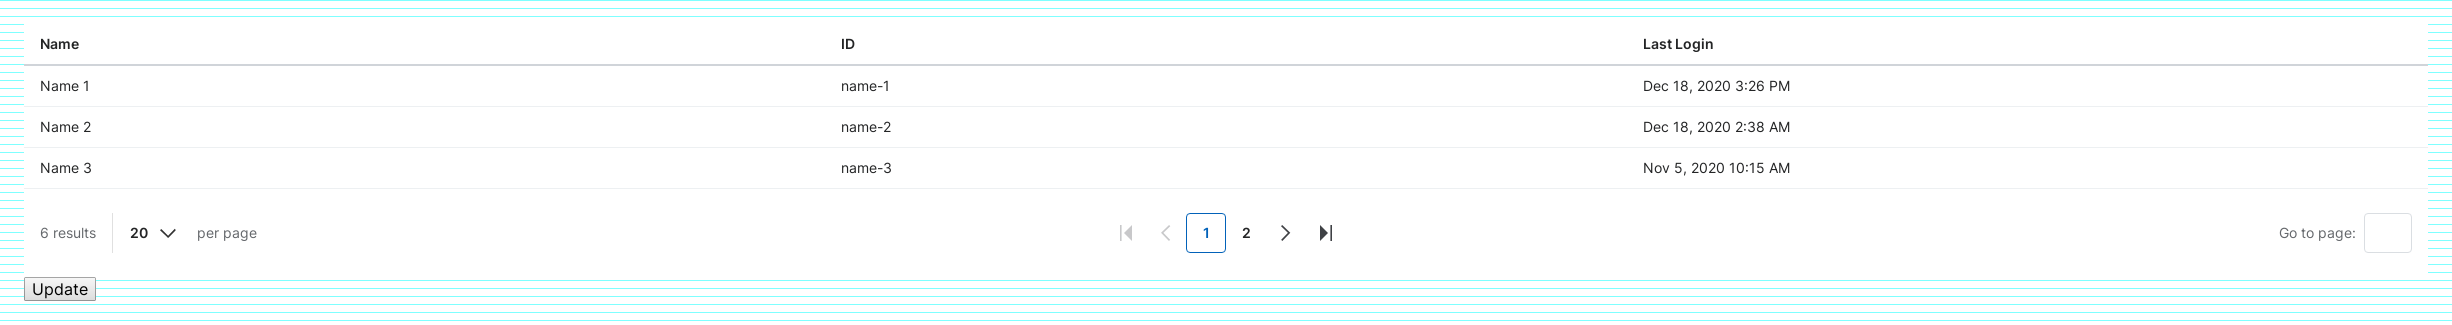 Name ID Last Login
Name 1 name-1 Dec 18, 2020 3:26 PM
Name 2 name-2 Dec 18, 2020 2:38 AM
Name 3 name-3 Nov 5, 2020 10:15 AM
6 results 20 per page 1 2 Go to page:
Update